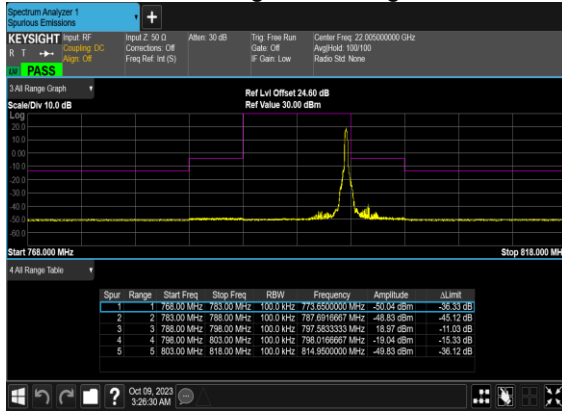 Spectrum Analyzer 1
Spurious Emissions
+
KEYSIGHT Input: RF Input Z: 50 Ω Atten: 30 dB Trig: Free Run Center Freq: 22.005000000 GHz
R T Coupling: DC Corrections: Off Gate: Off Avg|Hold: 100/100
Align: Off Freq Ref: Int (S) IF Gain: Low Radio Std: None
PASS
3 All Range Graph
Ref Lvl Offset 24.60 dB
Scale/Div 10.0 dB Ref Value 30.00 dBm
Log
20.0
10.0
0.00
-10.0
-20.0
-30.0
-40.0
-50.0
-60.0
Start 768.000 MHz Stop 818.000 MHz
4 All Range Table
Spur Range Start Freq Stop Freq RBW Frequency Amplitude ΔLimit
1 1 768.00 MHz 783.00 MHz 100.0 kHz 773.6500000 MHz -50.04 dBm -36.33 dB
2 2 783.00 MHz 788.00 MHz 100.0 kHz 787.6916667 MHz -48.83 dBm -45.12 dB
3 3 788.00 MHz 798.00 MHz 100.0 kHz 797.5833333 MHz 18.97 dBm -11.03 dB
4 4 798.00 MHz 803.00 MHz 100.0 kHz 798.0166667 MHz -19.04 dBm -15.33 dB
5 5 803.00 MHz 818.00 MHz 100.0 kHz 814.9500000 MHz -49.83 dBm -36.12 dB
? Oct 09, 2023
3:26:30 AM